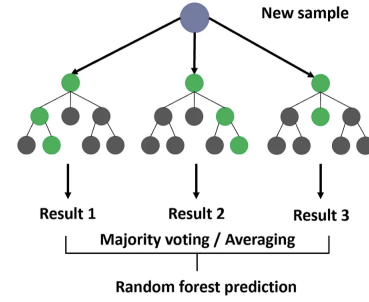 New sample
Result 1
Result 2
Result 3
Majority voting / Averaging
Random forest prediction